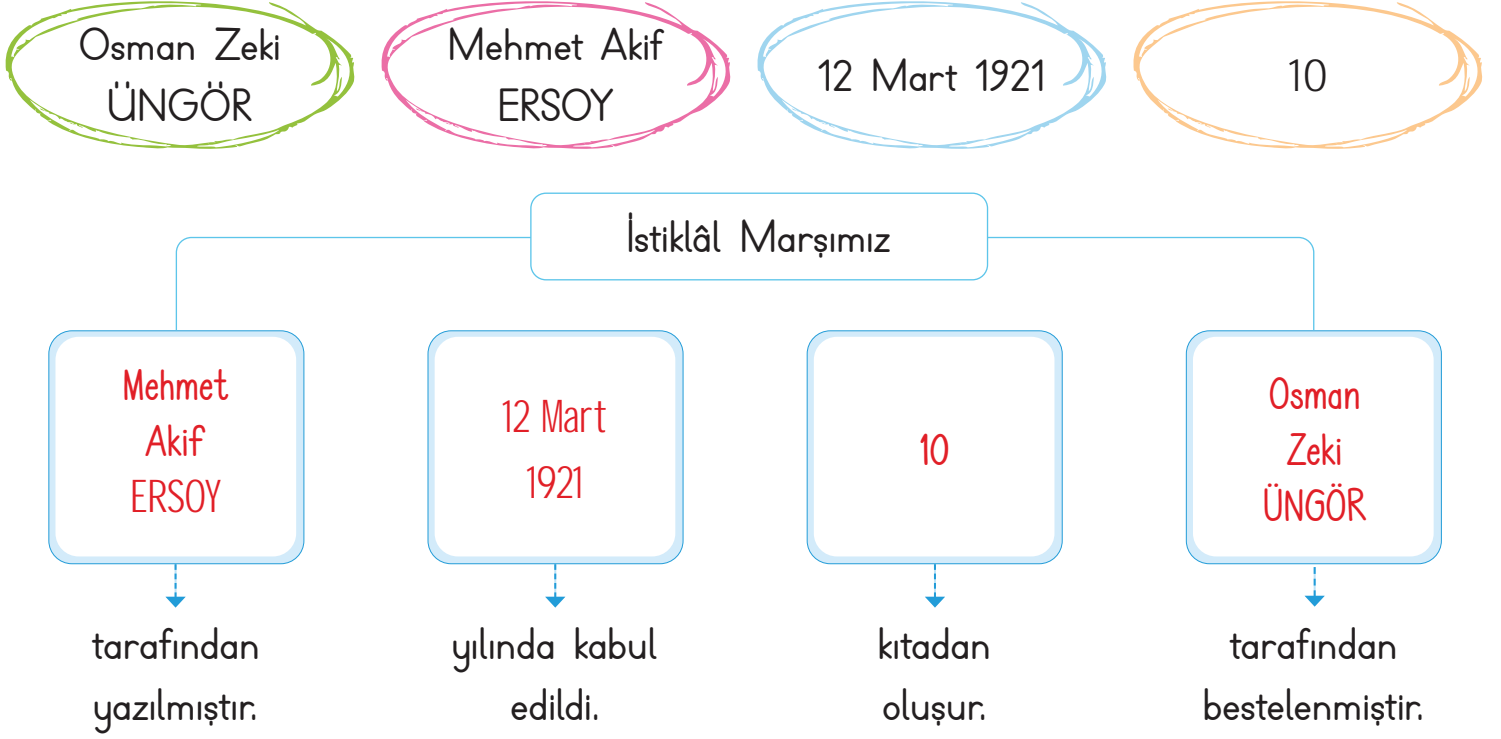 Osman Zeki
ÜNGÖR
Mehmet Akif
ERSOY
12 Mart 1921
10
İstiklâl Marşımız
Mehmet
Akif
ERSOY
12 Mart
1921
10
Osman
Zeki
ÜNGÖR
tarafından
yazılmıştır.
yılında kabul
edildi.
kıtadan
oluşur.
tarafından
bestelenmiştir.